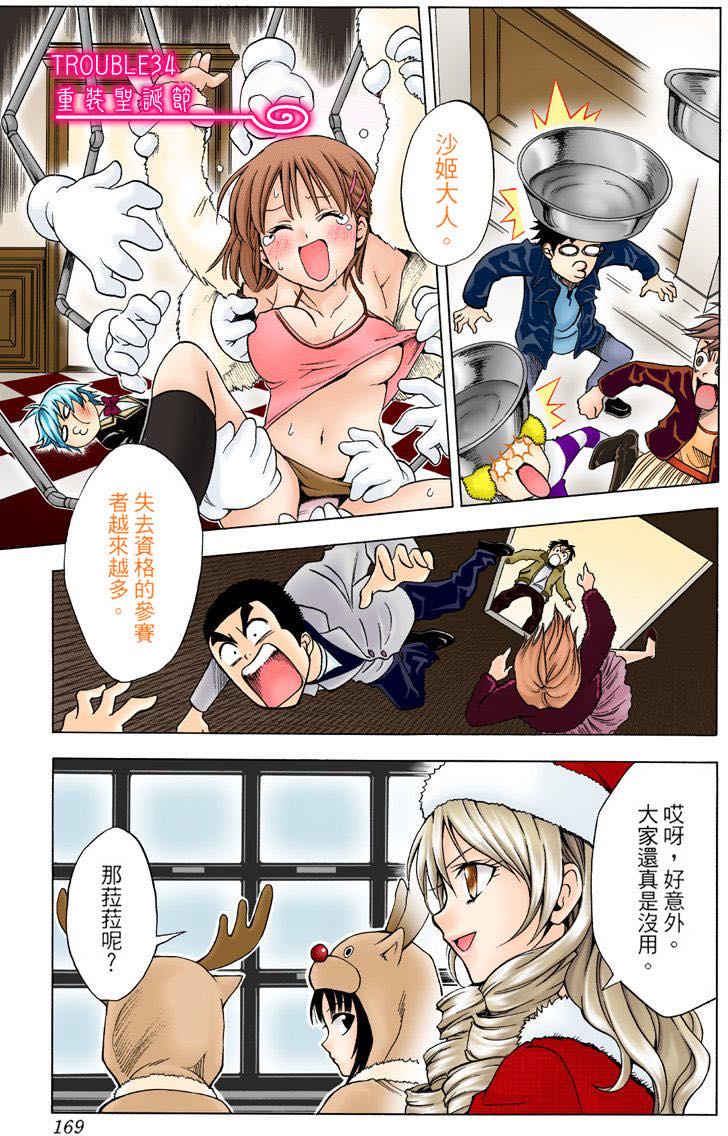 TROUBLE34
重裝聖誕節
沙姬大人。
失去資格的參賽
者越來越多。
哎呀，好意外。
大家還真是沒用。
那菈菈呢？
169